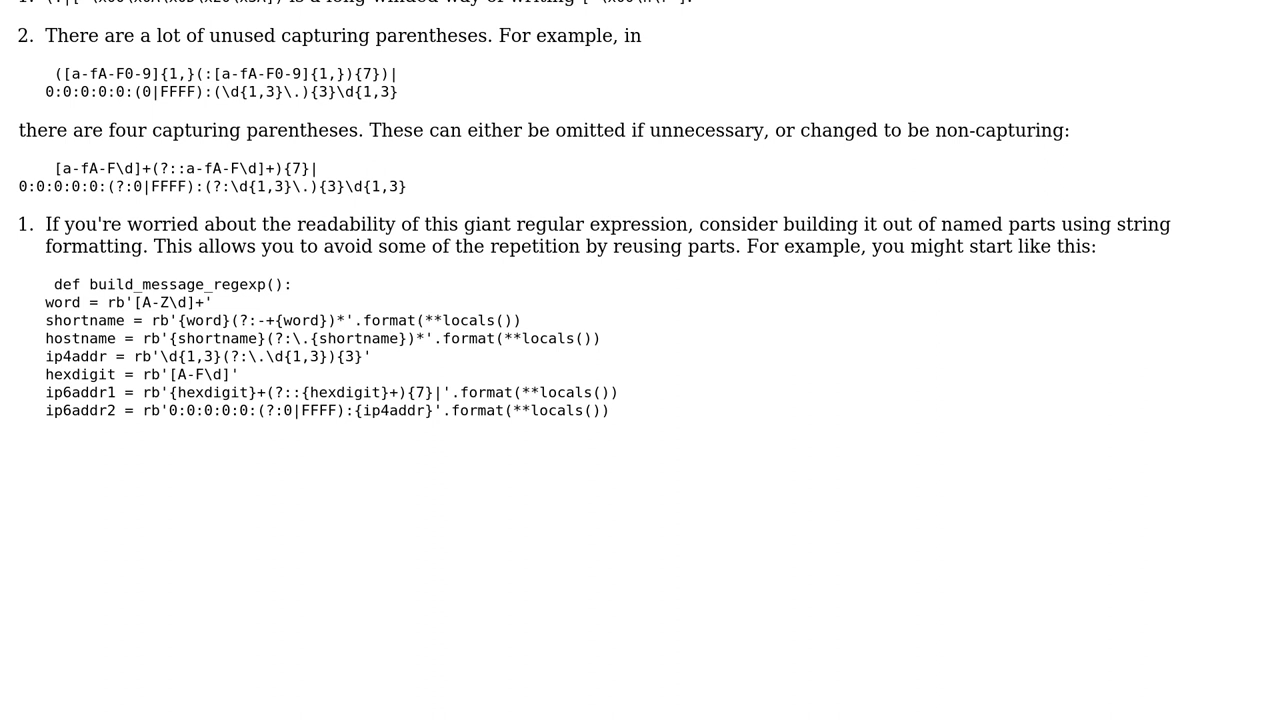 2. There are a lot of unused capturing parentheses. For example, in
([a-fA-F0-9]{1,}(:[a-fA-F0-9]{1,}){7})|
0:0:0:0:0:(0|FFFF):(\d{1,3}\.){3}\d{1,3}
there are four capturing parentheses. These can either be omitted if unnecessary, or changed to be non-capturing:
[a-fA-F\d]+(?::a-fA-F\d]+){7}|
0:0:0:0:0:(?:0|FFFF):(?:\d{1,3}\.){3}\d{1,3}
1. If you're worried about the readability of this giant regular expression, consider building it out of named parts using string
formatting. This allows you to avoid some of the repetition by reusing parts. For example, you might start like this:
def build_message_regexp():
word = rb'[A-Z\d]+'
shortname = rb'{word}(?:-+{word})*'.format(**locals())
hostname = rb'{shortname}(?:\.{shortname})*'.format(**locals())
ip4addr = rb'\d{1,3}(?:\.\d{1,3}){3}'
hexdigit = rb'[A-F\d]'
ip6addr1 = rb'{hexdigit}+(?::{hexdigit}+){7}|'.format(**locals())
ip6addr2 = rb'0:0:0:0:0:(?:0|FFFF):{ip4addr}'.format(**locals())